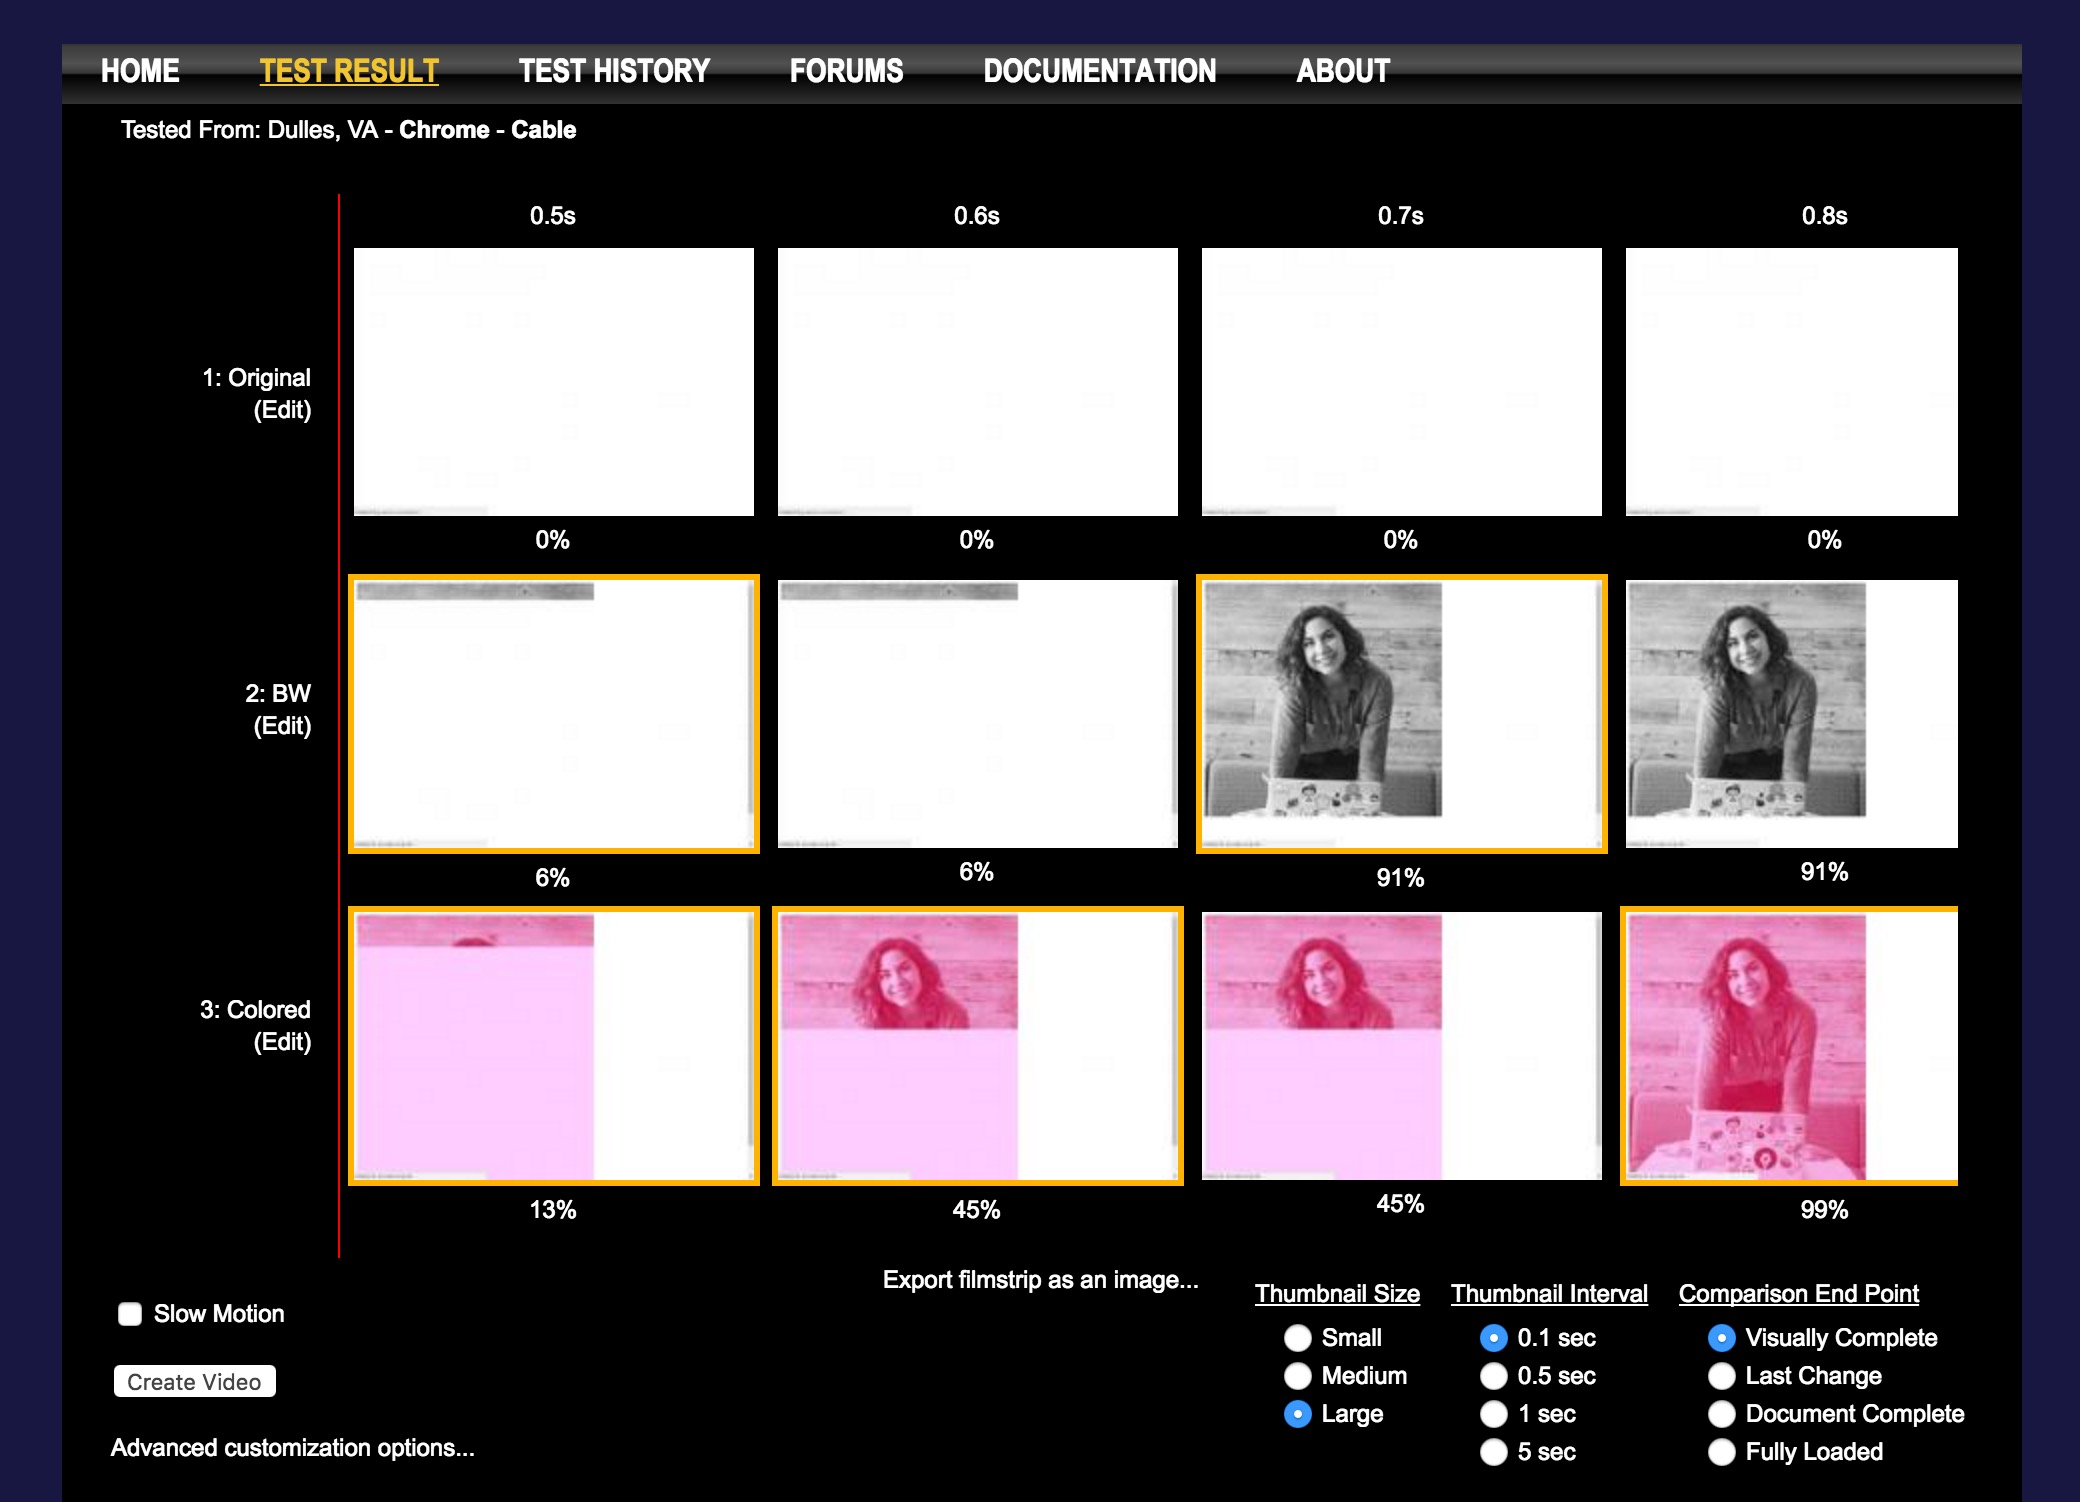 HOME TEST RESULT TEST HISTORY FORUMS DOCUMENTATION ABOUT
Tested From: Dulles, VA - Chrome - Cable
0.5s 0.6s 0.7s 0.8s
1: Original
(Edit)
0% 0% 0% 0%
2: BW
(Edit)
6% 6% 91% 91%
3: Colored
(Edit)
13% 45% 45% 99%
Export filmstrip as an image...
Slow Motion
Create Video
Advanced customization options...
Thumbnail Size
Small
Medium
Large
Thumbnail Interval
0.1 sec
0.5 sec
1 sec
5 sec
Comparison End Point
Visually Complete
Last Change
Document Complete
Fully Loaded